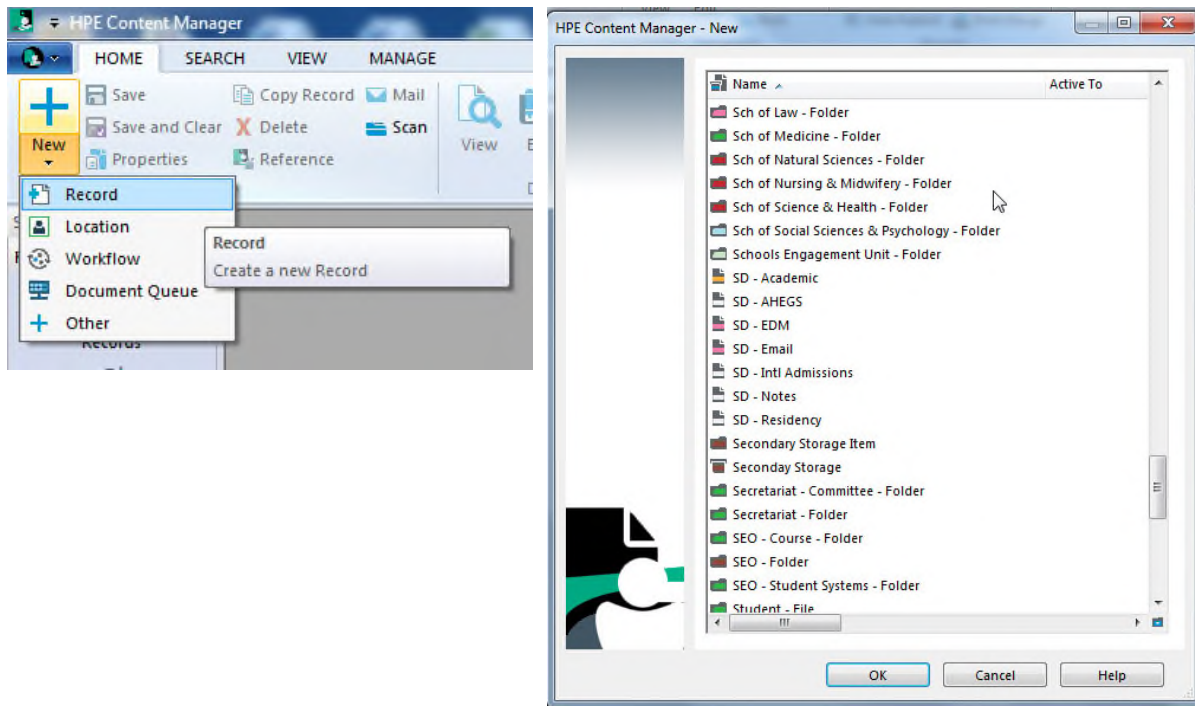 HPE Content Manager
HOME SEARCH VIEW MANAGE
New
Save
Save and Clear
Properties
Copy Record
Delete
Reference
Mail
Scan
View
Record
Location
Workflow
Document Queue
Other
Record
Create a new Record
Records
HPE Content Manager - New
Name Active To
Sch of Law - Folder
Sch of Medicine - Folder
Sch of Natural Sciences - Folder
Sch of Nursing & Midwifery - Folder
Sch of Science & Health - Folder
Sch of Social Sciences & Psychology - Folder
Schools Engagement Unit - Folder
SD - Academic
SD - AHEGS
SD - EDM
SD - Email
SD - Intl Admissions
SD - Notes
SD - Residency
Secondary Storage Item
Seconday Storage
Secretariat - Committee - Folder
Secretariat - Folder
SEO - Course - Folder
SEO - Folder
SEO - Student Systems - Folder
Student - File
OK Cancel Help